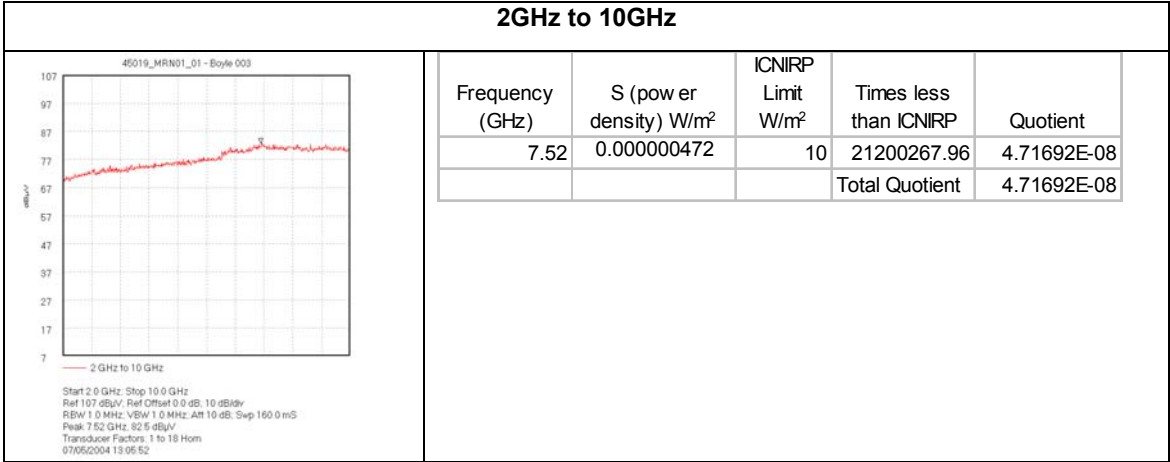 2GHz to 10GHz
45019_MRN01_01 - Boyle 003
107
97
87
77
67
57
47
37
27
17
7
dBµV
2 GHz to 10 GHz
Start 2.0 GHz; Stop 10.0 GHz
Ref 107 dBµV; Ref Offset 0.0 dB; 10 dB/div
RBW 1.0 MHz; VBW 1.0 MHz; Att 10 dB; Swp 160.0 mS
Peak 7.52 GHz, 82.5 dBµV
Transducer Factors: 1 to 18 Horn
07/05/2004 13:05:52
Frequency (GHz) S (pow er density) W/m² ICNIRP Limit W/m² Times less than ICNIRP Quotient
7.52 0.000000472 10 21200267.96 4.71692E-08
Total Quotient 4.71692E-08